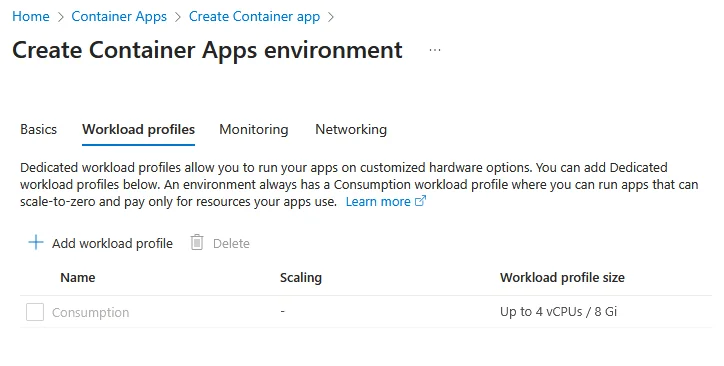 Home > Container Apps > Create Container app >
Create Container Apps environment ...
Basics Workload profiles Monitoring Networking
Dedicated workload profiles allow you to run your apps on customized hardware options. You can add Dedicated
workload profiles below. An environment always has a Consumption workload profile where you can run apps that can
scale-to-zero and pay only for resources your apps use. Learn more
Add workload profile Delete
Name Scaling Workload profile size
Consumption - Up to 4 vCPUs / 8 Gi